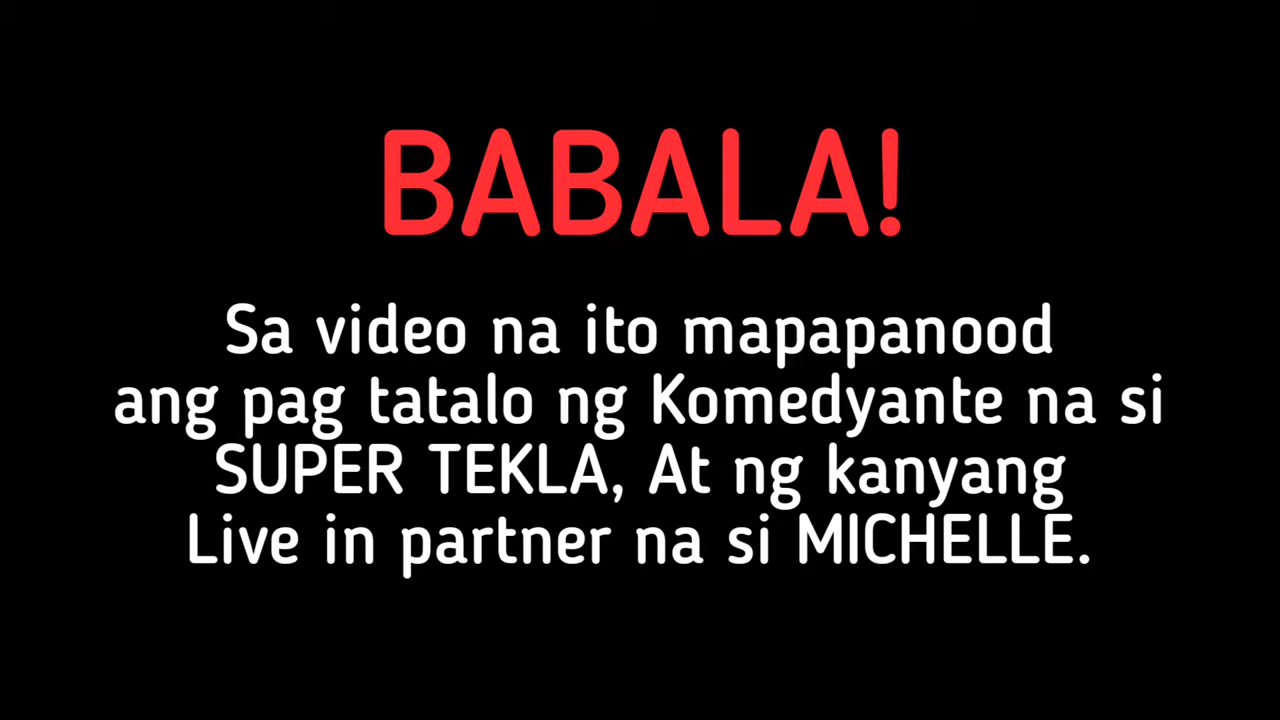 BABALA!
Sa video na ito mapapanood
ang pag tatalo ng Komedyante na si
SUPER TEKLA, At ng kanyang
Live in partner na si MICHELLE.